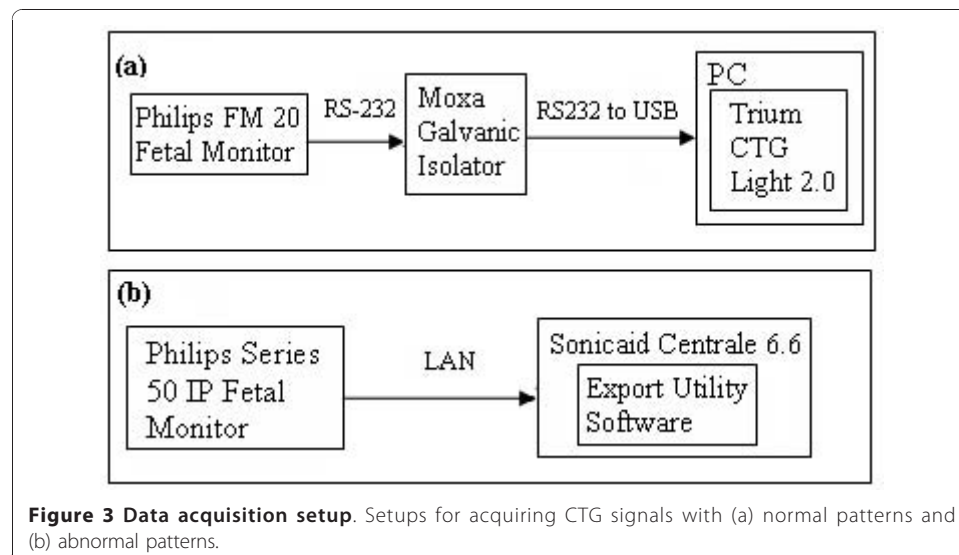 (a)
Philips FM 20
Fetal Monitor
RS-232
Moxa
Galvanic
Isolator
RS232 to USB
PC
Trium
CTG
Light 2.0
(b)
Philips Series
50 IP Fetal
Monitor
LAN
Sonicaid Centrale 6.6
Export Utility
Software
Figure 3 Data acquisition setup. Setups for acquiring CTG signals with (a) normal patterns and
(b) abnormal patterns.